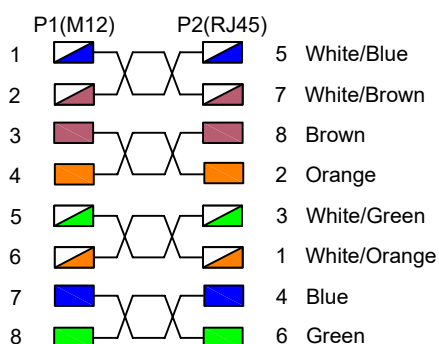 P1(M12) P2(RJ45)
1 5 White/Blue
2 7 White/Brown
3 8 Brown
4 2 Orange
5 3 White/Green
6 1 White/Orange
7 4 Blue
8 6 Green